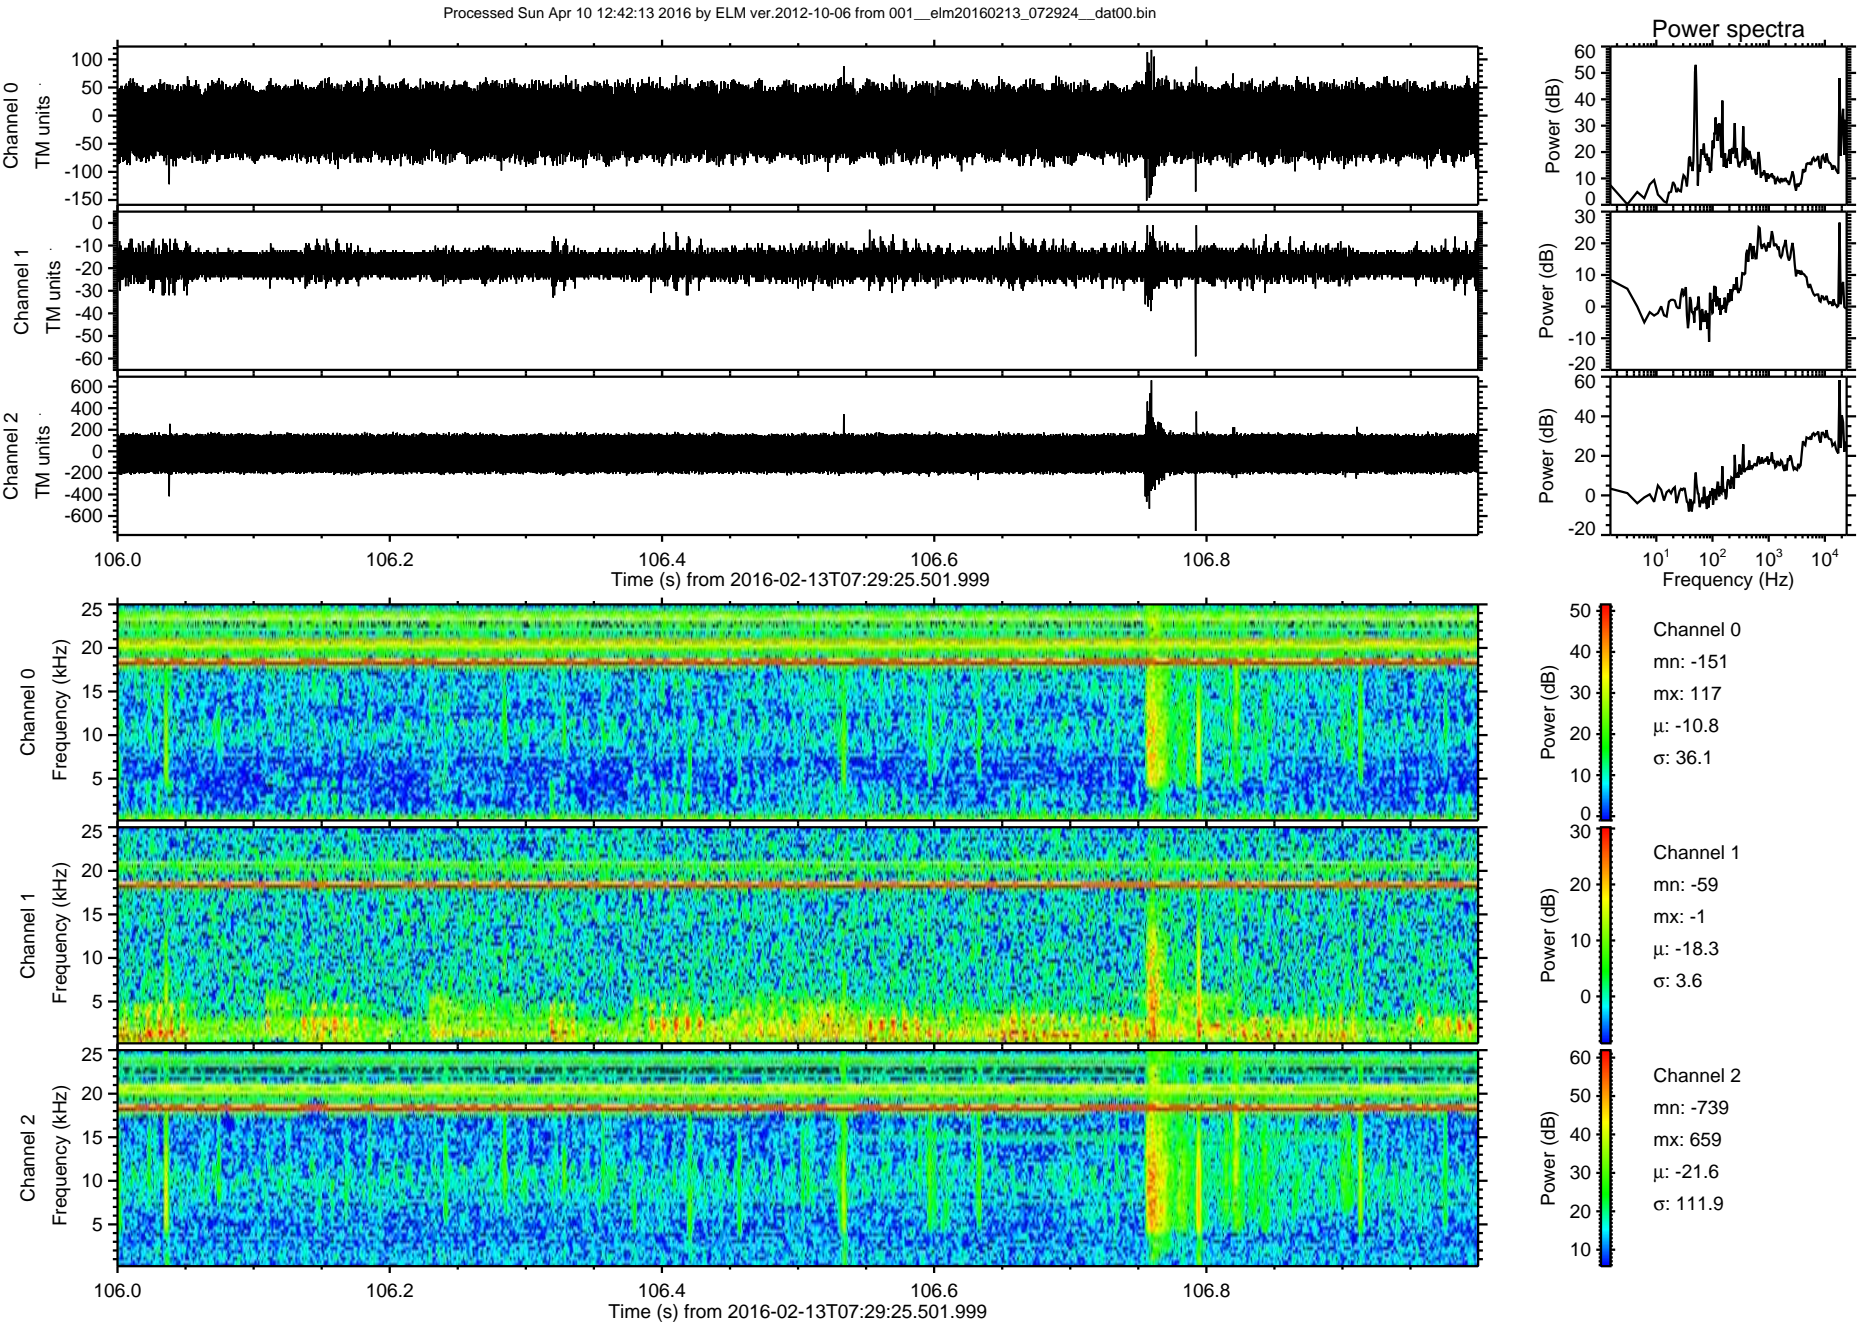 Processed Sun Apr 10 12:42:13 2016 by ELM ver.2012-10-06 from 001__elm20160213_072924__dat00.bin
Power spectra
Channel 0
TM units
100
50
0
-50
-100
-150
Power (dB)
60
50
40
30
20
10
0
Channel 1
TM units
0
-10
-20
-30
-40
-50
-60
Power (dB)
30
20
10
0
-10
-20
Channel 2
TM units
600
400
200
0
-200
-400
-600
Power (dB)
60
40
20
0
-20
106.0 106.2 106.4 106.6 106.8
Time (s) from 2016-02-13T07:29:25.501.999
10¹ 10² 10³ 10⁴
Frequency (Hz)
Channel 0
Frequency (kHz)
25
20
15
10
5
Power (dB)
50
40
30
20
10
0
Channel 0
mn: -151
mx: 117
μ: -10.8
σ: 36.1
Channel 1
Frequency (kHz)
25
20
15
10
5
Power (dB)
30
20
10
0
Channel 1
mn: -59
mx: -1
μ: -18.3
σ: 3.6
Channel 2
Frequency (kHz)
25
20
15
10
5
Power (dB)
60
50
40
30
20
10
Channel 2
mn: -739
mx: 659
μ: -21.6
σ: 111.9
106.0 106.2 106.4 106.6 106.8
Time (s) from 2016-02-13T07:29:25.501.999